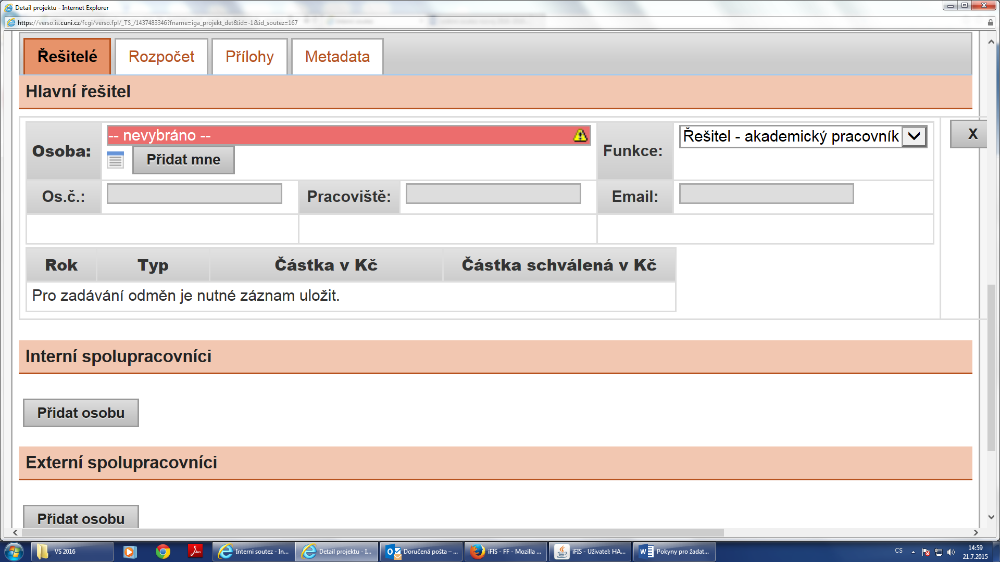 Detail projektu - Internet Explorer
https://verso.is.cuni.cz/fcgi/verso.fpl/_TS_/1437483346?fname=iga_projekt_det&id=-1&id_soutez=167
Řešitelé Rozpočet Přílohy Metadata
Hlavní řešitel
Osoba: -- nevybráno -- Funkce: Řešitel - akademický pracovník X
Přidat mne
Os.č.: Pracoviště: Email:
Rok Typ Částka v Kč Částka schválená v Kč
Pro zadávání odměn je nutné záznam uložit.
Interní spolupracovníci
Přidat osobu
Externí spolupracovníci
Přidat osobu
VS 2016 Interni soutez - In... Detail projektu - I... Doručená pošta – ... iFIS - FF - Mozilla ... iFIS - Uživatel: HA... Pokyny pro žadat... CS 14:59
21.7.2015